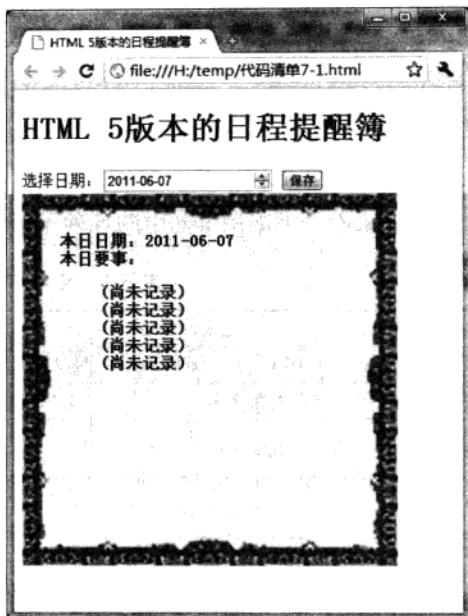 HTML 5版本的日程提醒簿
file:///H:/temp/代码清单7-1.html
HTML 5版本的日程提醒簿
选择日期： 2011-06-07 保存
本日日期：2011-06-07
本日要事：
(尚未记录)
(尚未记录)
(尚未记录)
(尚未记录)
(尚未记录)